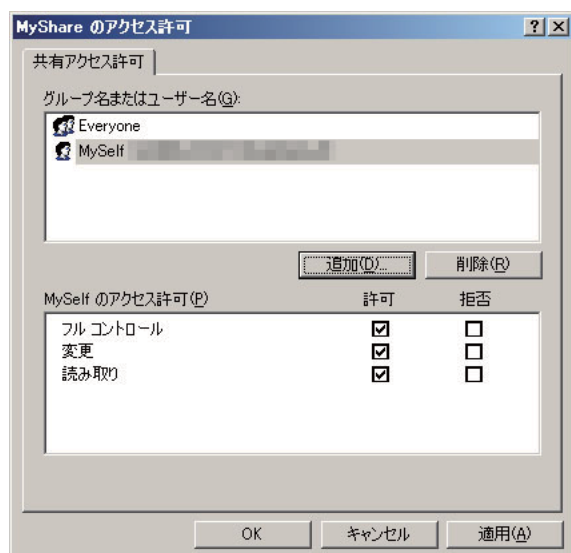 MyShare のアクセス許可
共有アクセス許可
グループ名またはユーザー名(G):
Everyone
MySelf
追加(D)... 削除(R)
MySelf のアクセス許可(P) 許可 拒否
フル コントロール
変更
読み取り
OK キャンセル 適用(A)